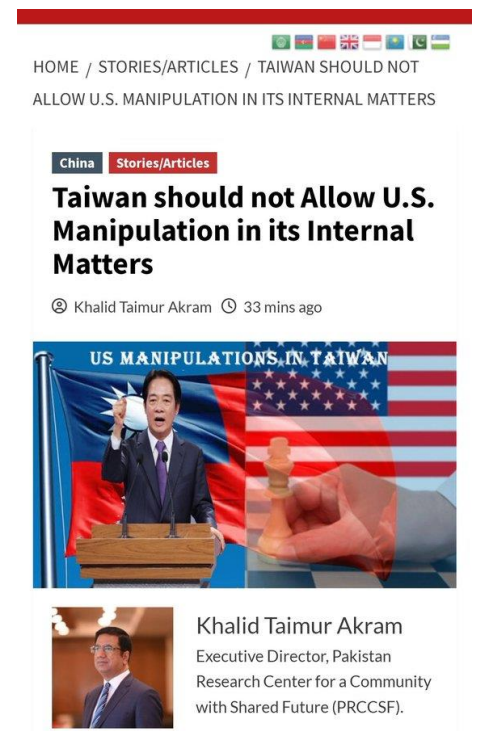 HOME / STORIES/ARTICLES / TAIWAN SHOULD NOT
ALLOW U.S. MANIPULATION IN ITS INTERNAL MATTERS
China Stories/Articles
Taiwan should not Allow U.S.
Manipulation in its Internal
Matters
Khalid Taimur Akram 33 mins ago
US MANIPULATIONS IN TAIWAN
Khalid Taimur Akram
Executive Director, Pakistan
Research Center for a Community
with Shared Future (PRCCSF).